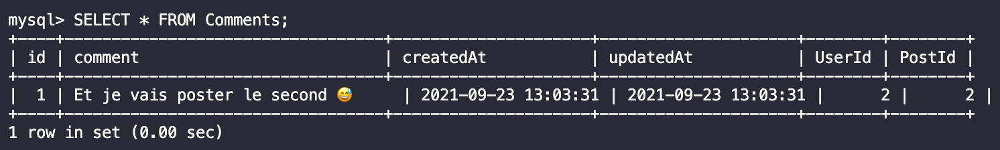 mysql> SELECT * FROM Comments;
+----+----------------------------------+---------------------+---------------------+--------+--------+
| id | comment                          | createdAt           | updatedAt           | UserId | PostId |
+----+----------------------------------+---------------------+---------------------+--------+--------+
|  1 | Et je vais poster le second 😅     | 2021-09-23 13:03:31 | 2021-09-23 13:03:31 |      2 |      2 |
+----+----------------------------------+---------------------+---------------------+--------+--------+
1 row in set (0.00 sec)